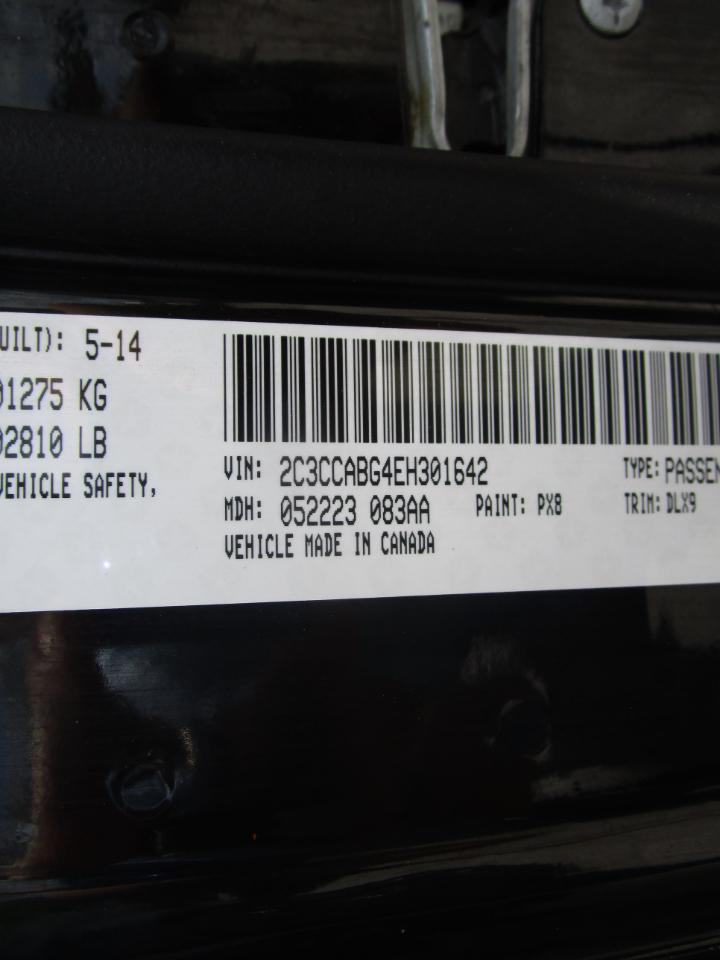 UILT): 5-14
01275 KG
02810 LB
VEHICLE SAFETY,
VIN: 2C3CCABG4EH301642 TYPE: PASSEN
MDH: 052223 083AA PAINT: PX8 TRIM: DLX9
VEHICLE MADE IN CANADA